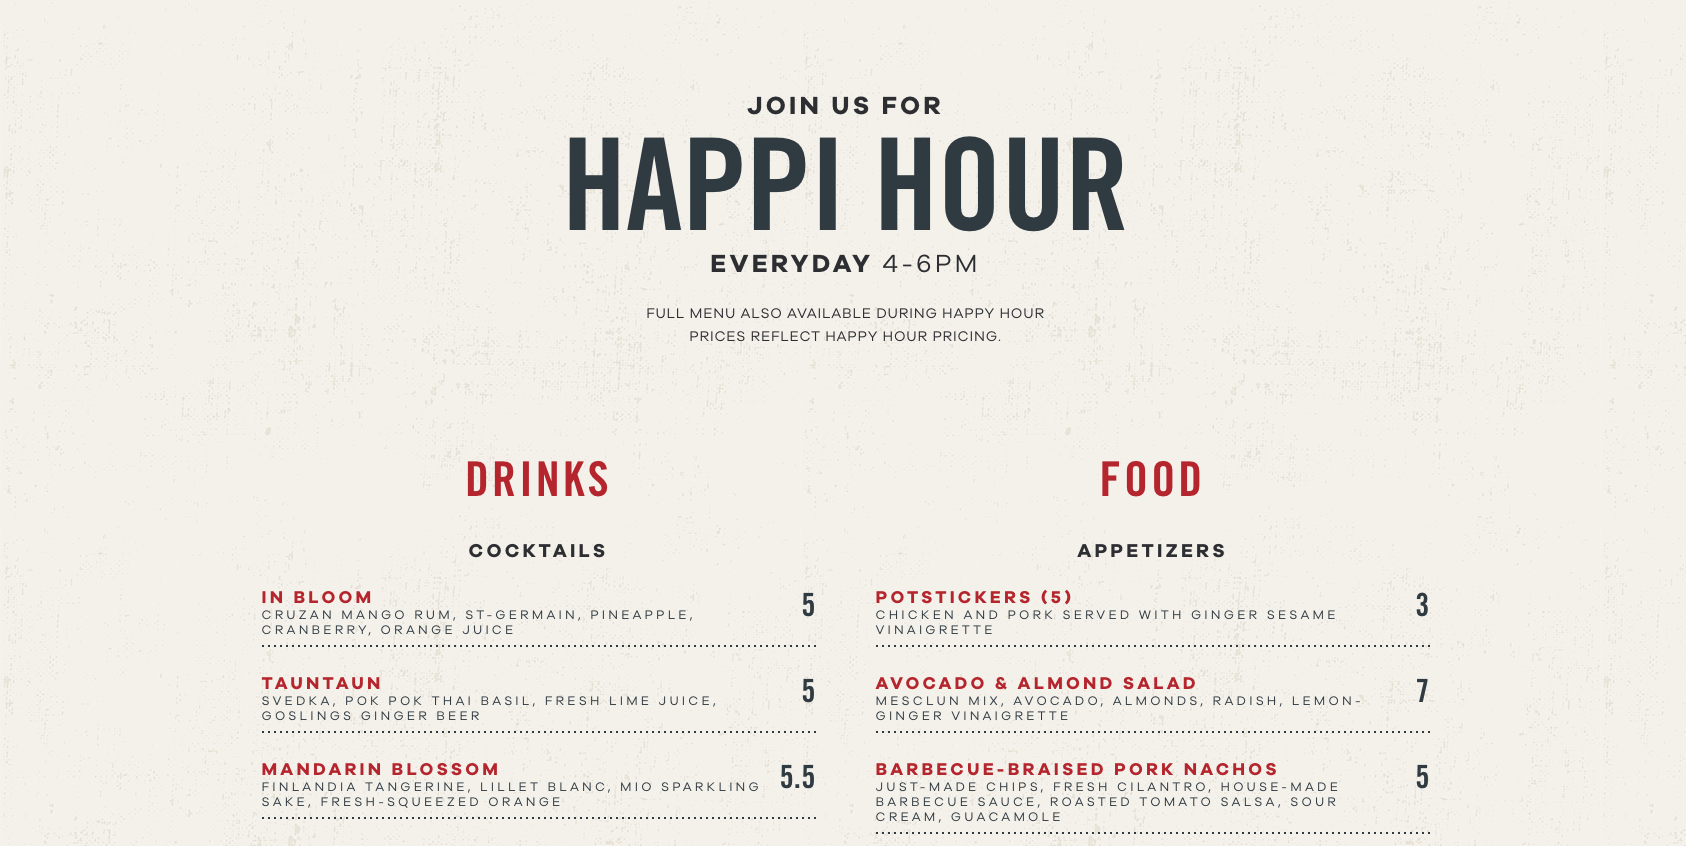 JOIN US FOR
HAPPI HOUR
EVERYDAY 4-6PM
FULL MENU ALSO AVAILABLE DURING HAPPY HOUR
PRICES REFLECT HAPPY HOUR PRICING.
DRINKS
COCKTAILS
IN BLOOM 5
CRUZAN MANGO RUM, ST-GERMAIN, PINEAPPLE,
CRANBERRY, ORANGE JUICE
TAUNTAUN 5
SVEDKA, POK POK THAI BASIL, FRESH LIME JUICE,
GOSLINGS GINGER BEER
MANDARIN BLOSSOM 5.5
FINLANDIA TANGERINE, LILLET BLANC, MIO SPARKLING
SAKE, FRESH-SQUEEZED ORANGE
FOOD
APPETIZERS
POTSTICKERS (5) 3
CHICKEN AND PORK SERVED WITH GINGER SESAME
VINAIGRETTE
AVOCADO & ALMOND SALAD 7
MESCLUN MIX, AVOCADO, ALMONDS, RADISH, LEMON-
GINGER VINAIGRETTE
BARBECUE-BRAISED PORK NACHOS 5
JUST-MADE CHIPS, FRESH CILANTRO, HOUSE-MADE
BARBECUE SAUCE, ROASTED TOMATO SALSA, SOUR
CREAM, GUACAMOLE